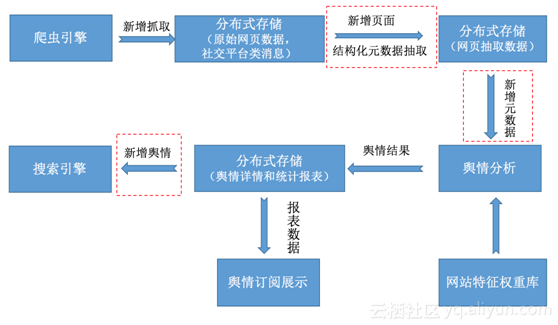 爬虫引擎
新增抓取
分布式存储
(原始网页数据,
社交平台类消息)
新增页面
结构化元数据抽取
分布式存储
(网页抽取数据)
新增元数据
搜索引擎
新增舆情
分布式存储
(舆情详情和统计报表)
舆情结果
舆情分析
报表数据
舆情订阅展示
网站特征权重库
云栖社区 yq.aliyun.com